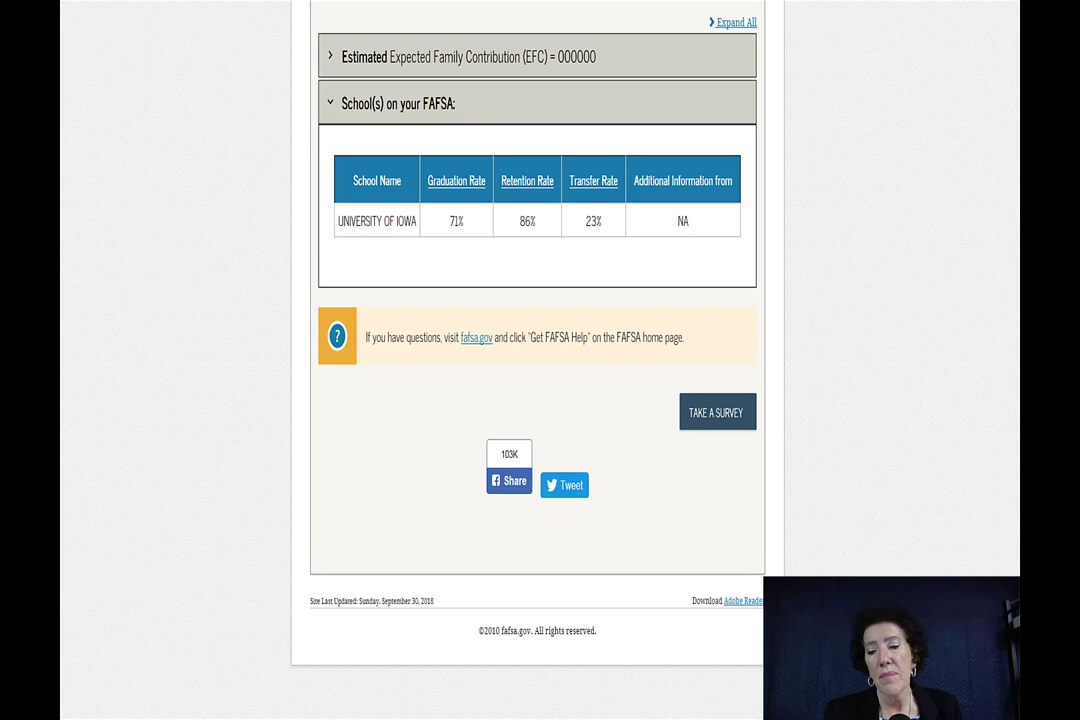 Expand All
Estimated Expected Family Contribution (EFC) = 000000
School(s) on your FAFSA:
School Name Graduation Rate Retention Rate Transfer Rate Additional Information from
UNIVERSITY OF IOWA 71% 86% 23% NA
? If you have questions, visit fafsa.gov and click "Get FAFSA Help" on the FAFSA home page.
TAKE A SURVEY
103K
Share Tweet
Site Last Updated: Sunday, September 30, 2018 Download Adobe Reader
©2010 fafsa.gov. All rights reserved.